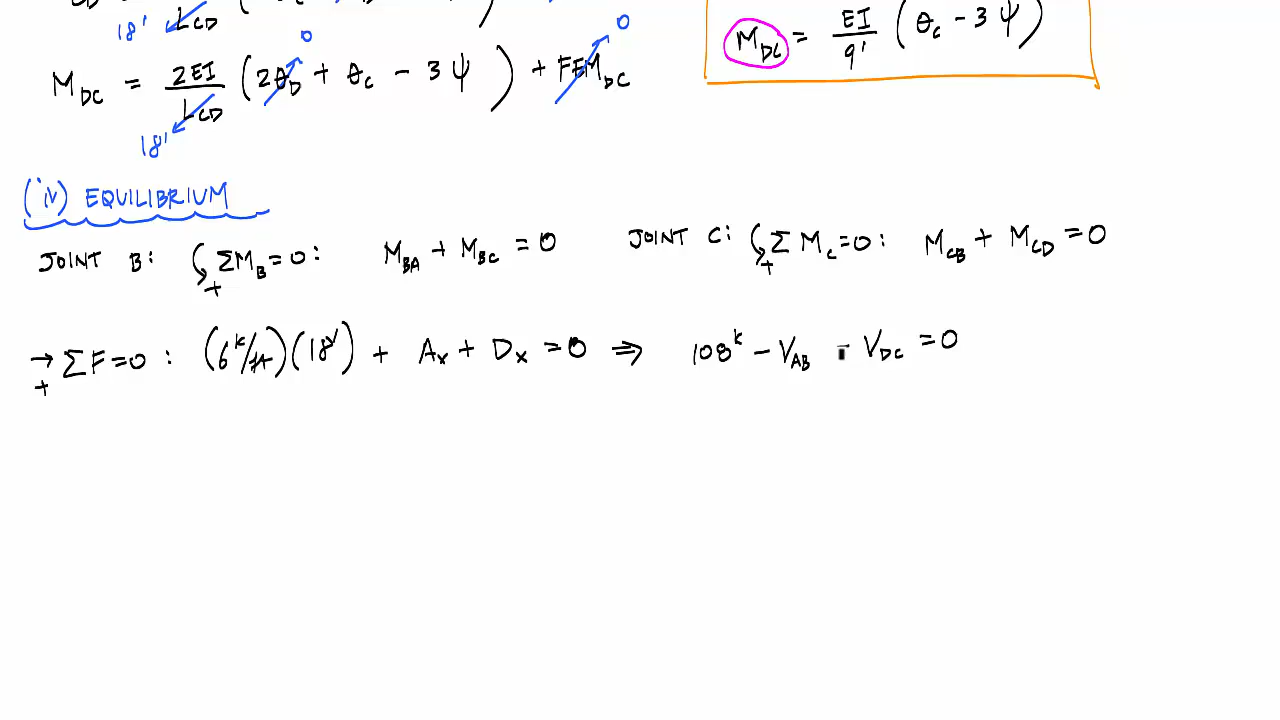 18' L_CD
M_DC = 2EI/L_CD (2θ_D + θ_C - 3ψ) + FEM_DC
0 0
18'
M_DC = EI/9' (θ_C - 3ψ)
(iv) EQUILIBRIUM
JOINT B: + ΣM_B = 0: M_BA + M_BC = 0
JOINT C: + ΣM_C = 0: M_CB + M_CD = 0
→ + ΣF = 0: (6 k/ft)(18') + A_x + D_x = 0 ⇒ 108^k - V_AB - V_DC = 0